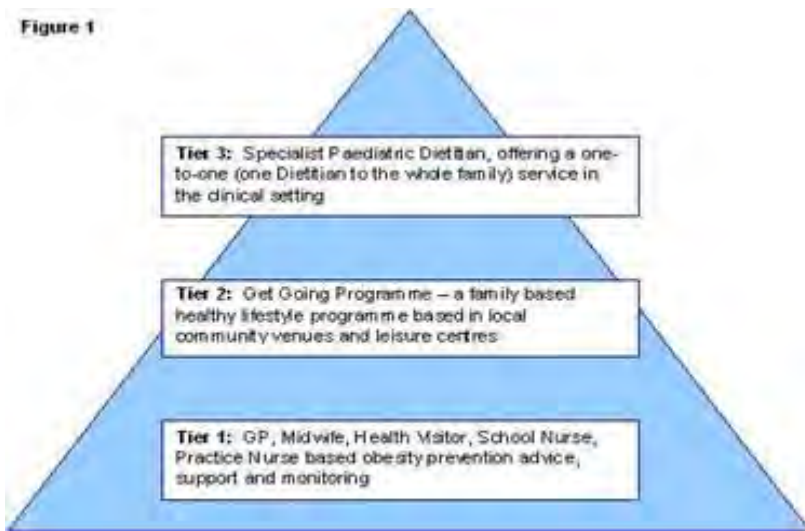 Figure 1
Tier 3: Specialist Paediatric Dietitian, offering a one-
to-one (one Dietitian to the whole family) service in
the clinical setting
Tier 2: Get Going Programme – a family based
healthy lifestyle programme based in local
community venues and leisure centres
Tier 1: GP, Midwife, Health Visitor, School Nurse,
Practice Nurse based obesity prevention advice,
support and monitoring